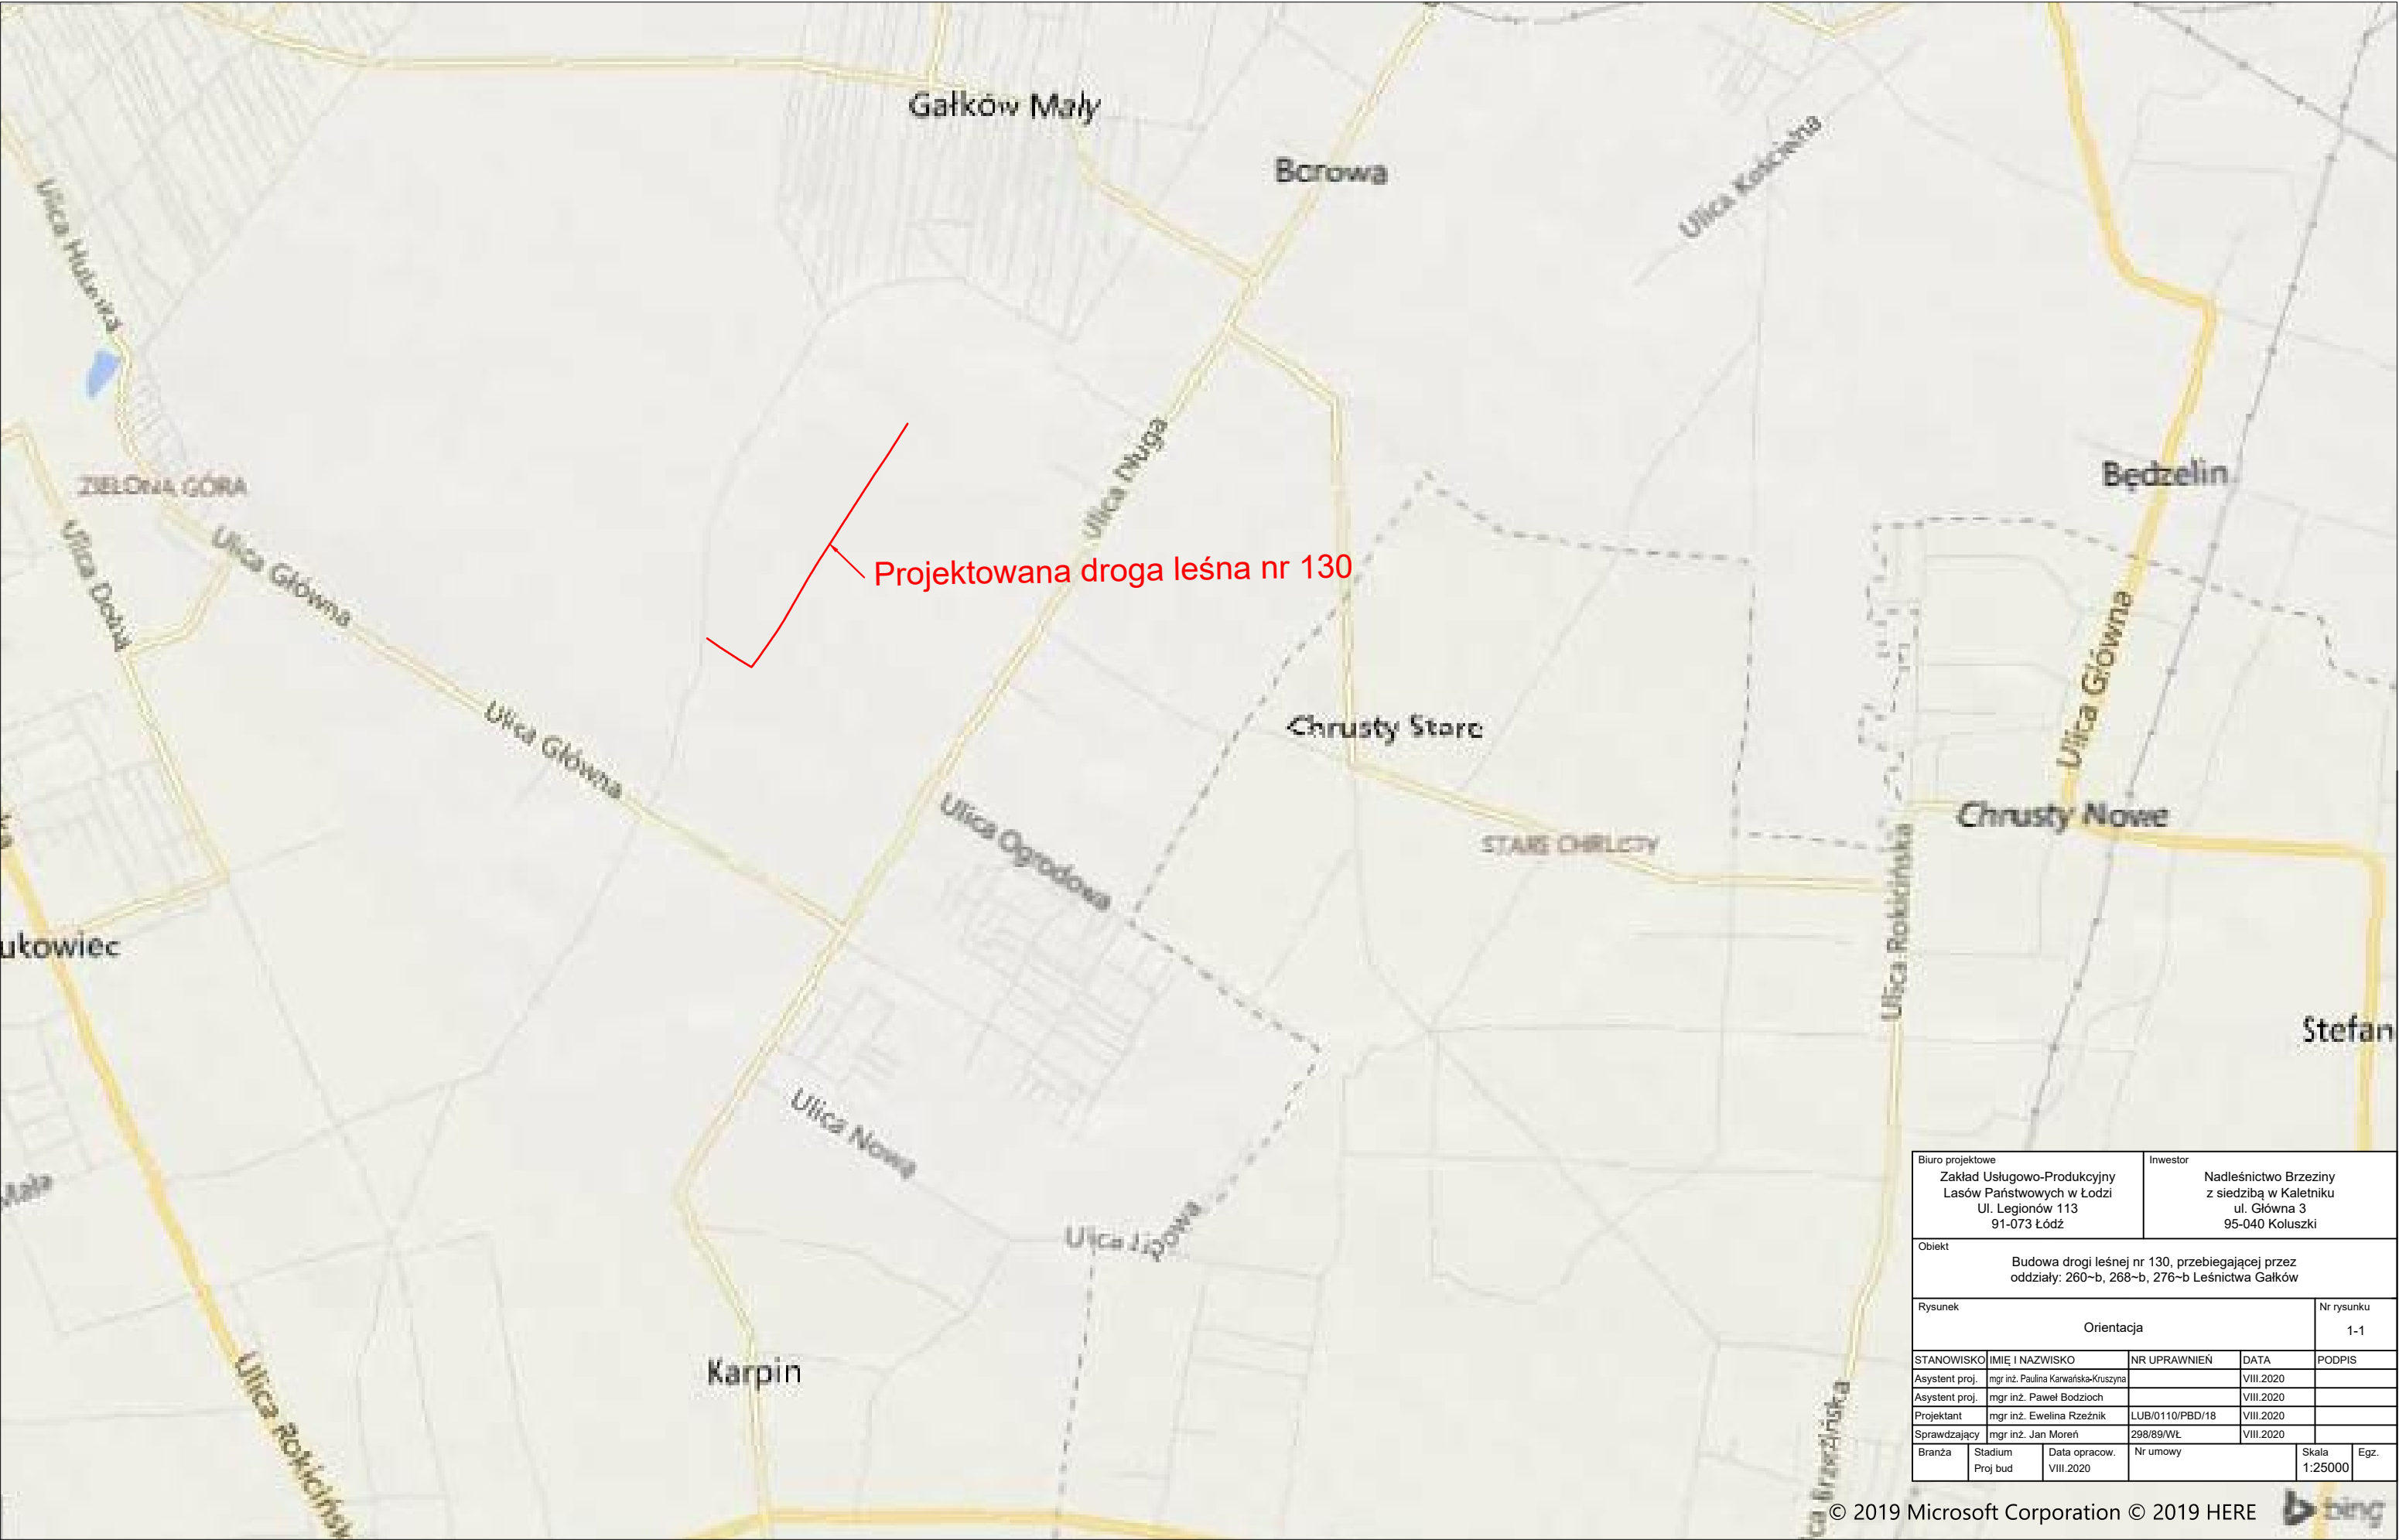 Gałków Mały
Borowa
Ulica Kościelna
Ulica Hutnika
ZIELONA GÓRA
Ulica Długa
Będzelin
Ulica Główna
Ulica Dolna
Projektowana droga leśna nr 130
Ulica Główna
Ulica Główna
Chrusty Stare
Ulica Ogrodowa
STARE CHRUSTY
Chrusty Nowe
ukowiec
Ulica Rokicińska
Stefan
Ulica Nowa
Mała
Ulica Lipowa
Karpin
Ulica Rokicińsk
ca Brzezińska
Biuro projektowe
Zakład Usługowo-Produkcyjny
Lasów Państwowych w Łodzi
Ul. Legionów 113
91-073 Łódź
Inwestor
Nadleśnictwo Brzeziny
z siedzibą w Kaletniku
ul. Główna 3
95-040 Koluszki
Obiekt
Budowa drogi leśnej nr 130, przebiegającej przez
oddziały: 260~b, 268~b, 276~b Leśnictwa Gałków
Rysunek
Orientacja
Nr rysunku
1-1
STANOWISKO IMIĘ I NAZWISKO NR UPRAWNIEŃ DATA PODPIS
Asystent proj. mgr inż. Paulina Karwańska-Kruszyna VIII.2020
Asystent proj. mgr inż. Paweł Bodzioch VIII.2020
Projektant mgr inż. Ewelina Rzeźnik LUB/0110/PBD/18 VIII.2020
Sprawdzający mgr inż. Jan Moreń 298/89/WŁ VIII.2020
Branża Stadium Data opracow. Nr umowy Skala Egz.
Proj bud VIII.2020 1:25000
© 2019 Microsoft Corporation © 2019 HERE
bing